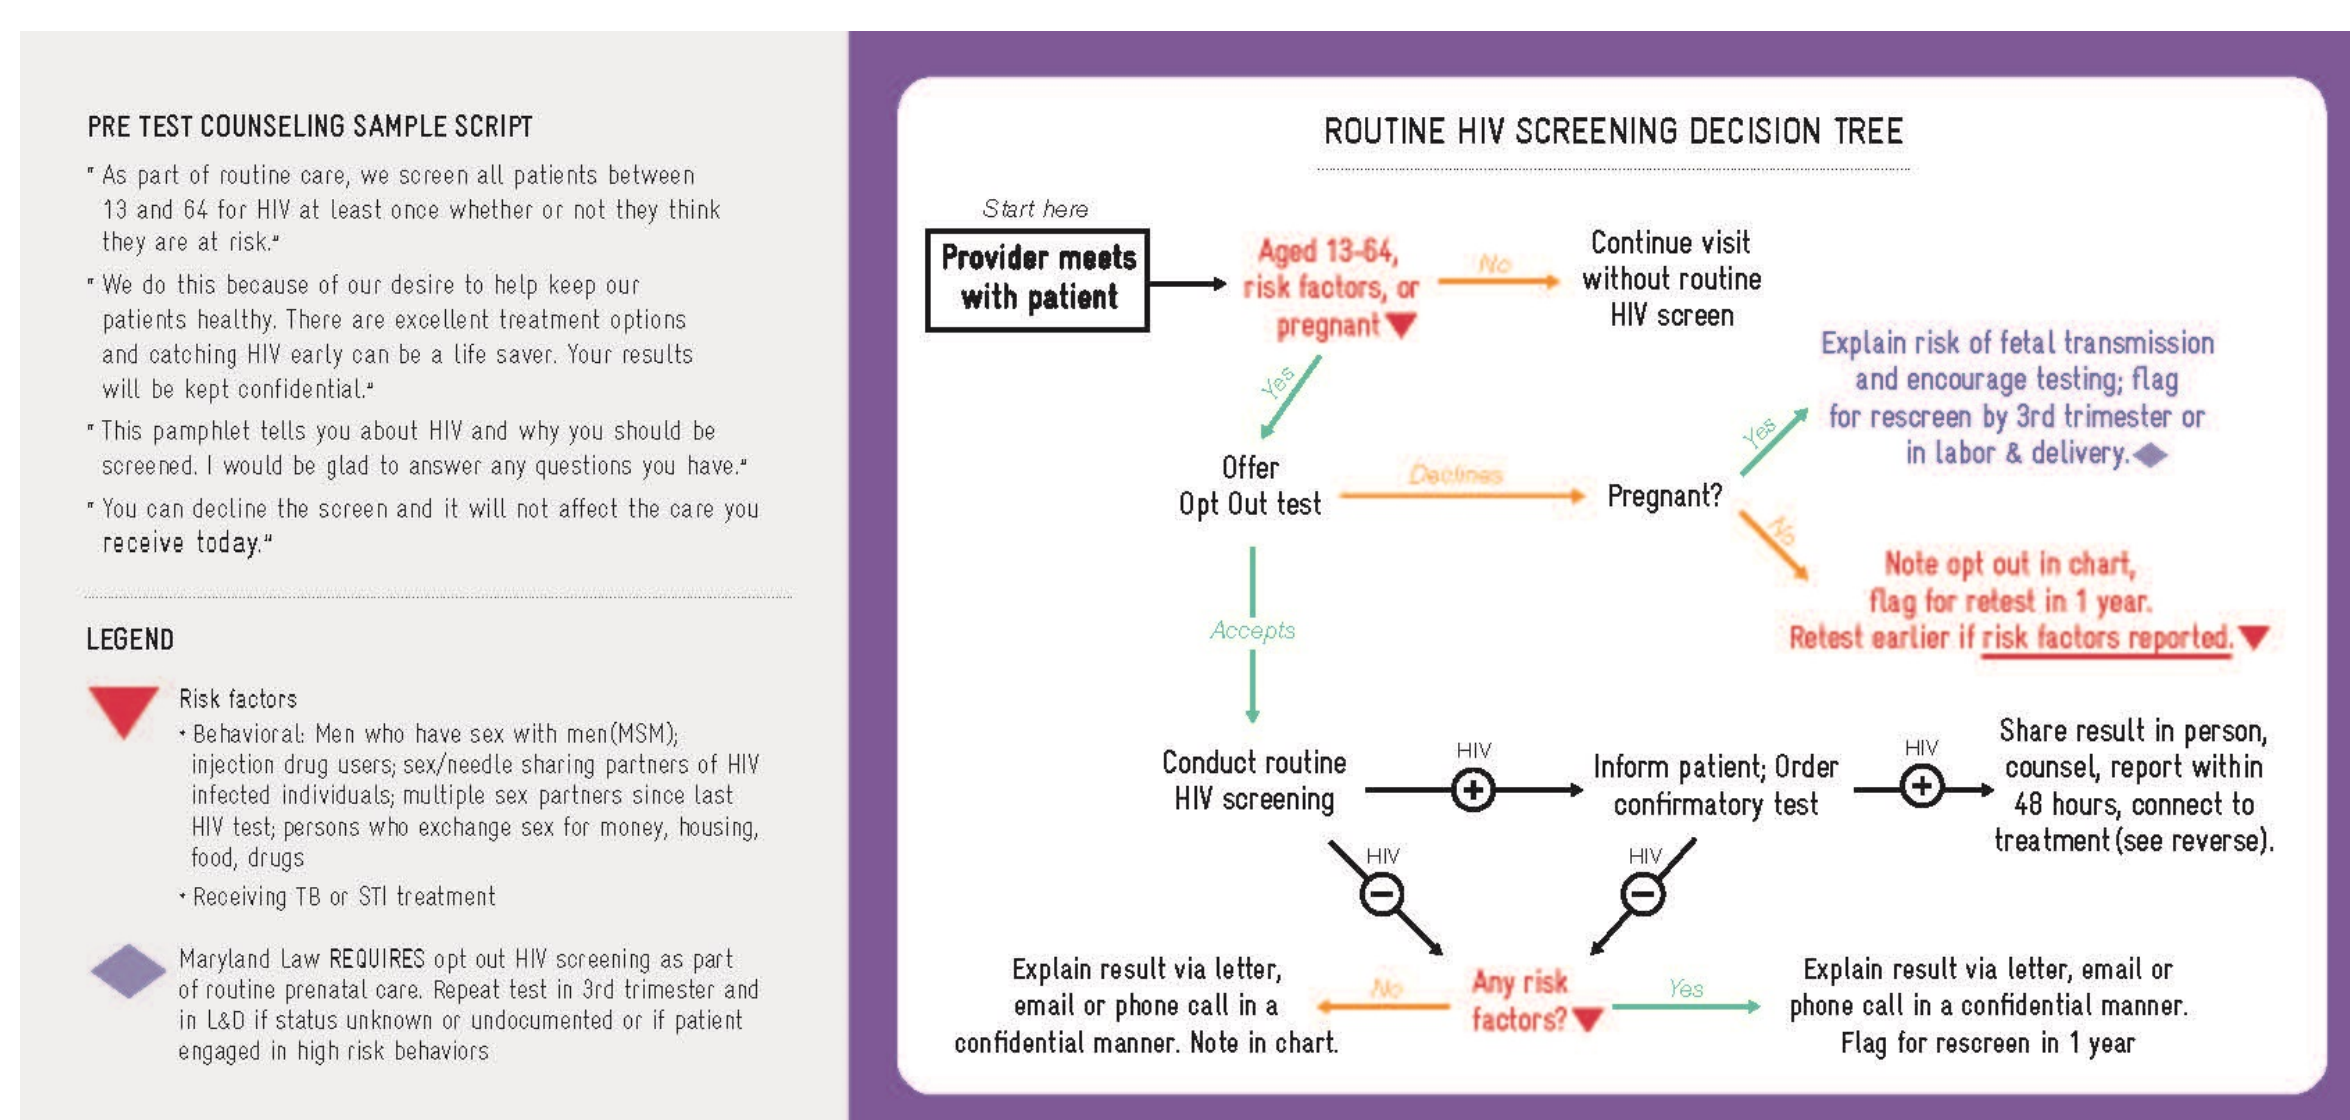 PRE TEST COUNSELING SAMPLE SCRIPT
"As part of routine care, we screen all patients between
13 and 64 for HIV at least once whether or not they think
they are at risk."
"We do this because of our desire to help keep our
patients healthy. There are excellent treatment options
and catching HIV early can be a life saver. Your results
will be kept confidential."
"This pamphlet tells you about HIV and why you should be
screened. I would be glad to answer any questions you have."
"You can decline the screen and it will not affect the care you
receive today."
LEGEND
Risk factors
• Behavioral: Men who have sex with men(MSM);
injection drug users; sex/needle sharing partners of HIV
infected individuals; multiple sex partners since last
HIV test; persons who exchange sex for money, housing,
food, drugs
• Receiving TB or STI treatment
Maryland Law REQUIRES opt out HIV screening as part
of routine prenatal care. Repeat test in 3rd trimester and
in L&D if status unknown or undocumented or if patient
engaged in high risk behaviors
ROUTINE HIV SCREENING DECISION TREE
Start here
Provider meets
with patient
Aged 13-64,
risk factors, or
pregnant
No
Continue visit
without routine
HIV screen
Yes
Offer
Opt Out test
Declines
Pregnant?
Yes
Explain risk of fetal transmission
and encourage testing; flag
for rescreen by 3rd trimester or
in labor & delivery.
No
Note opt out in chart,
flag for retest in 1 year.
Retest earlier if risk factors reported.
Accepts
Conduct routine
HIV screening
HIV
+
Inform patient; Order
confirmatory test
HIV
+
Share result in person,
counsel, report within
48 hours, connect to
treatment (see reverse).
HIV
−
HIV
−
Any risk
factors?
No
Explain result via letter,
email or phone call in a
confidential manner. Note in chart.
Yes
Explain result via letter, email or
phone call in a confidential manner.
Flag for rescreen in 1 year